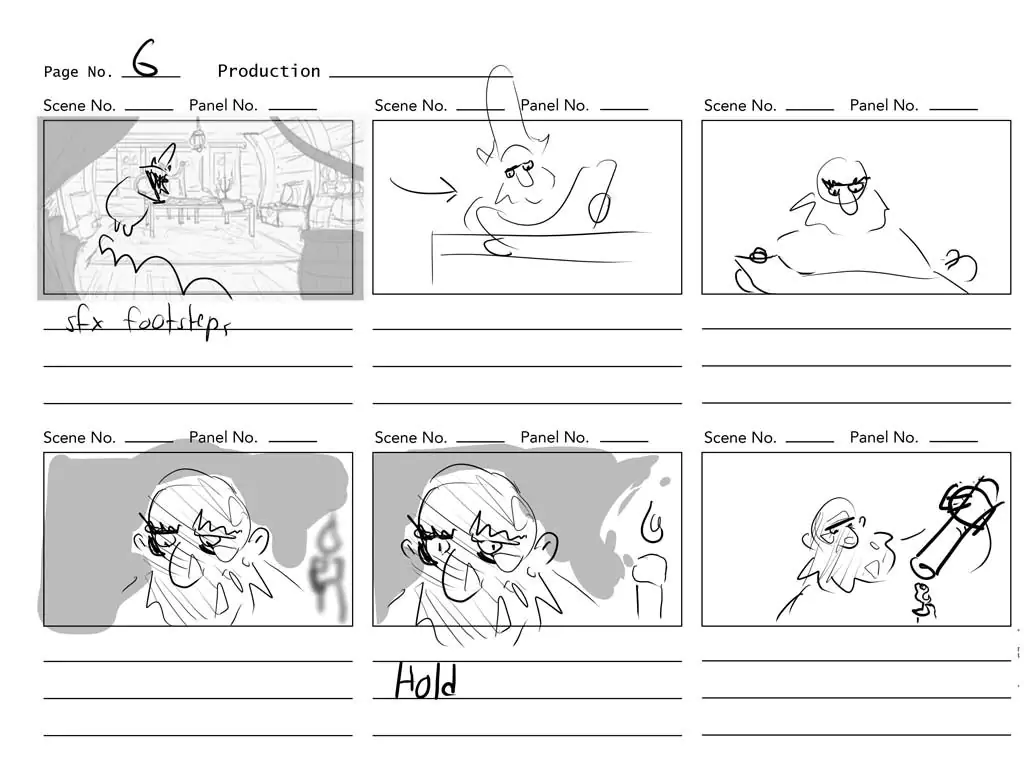 Page No. 6 Production
Scene No. Panel No. Scene No. Panel No. Scene No. Panel No.
sfx footsteps
Scene No. Panel No. Scene No. Panel No. Scene No. Panel No.
Hold